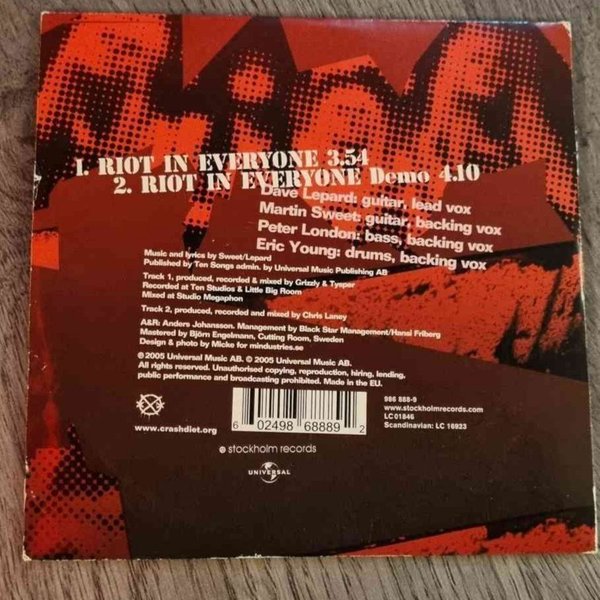 1. RIOT IN EVERYONE 3.54
2. RIOT IN EVERYONE Demo 4.10
Dave Lepard: guitar, lead vox
Martin Sweet: guitar, backing vox
Peter London: bass, backing vox
Eric Young: drums, backing vox
Music and lyrics by Sweet/Lepard
Published by Ten Songs admin. by Universal Music Publishing AB
Track 1, produced, recorded & mixed by Grizzly & Tysper
Recorded at Ten Studios & Little Big Room
Mixed at Studio Megaphon
Track 2, produced, recorded and mixed by Chris Laney
A&R: Anders Johansson. Management by Black Star Management/Hansi Friberg
Mastered by Björn Engelmann, Cutting Room, Sweden
Design & photo by Micke for mindustries.ee
℗ 2005 Universal Music AB. © 2005 Universal Music AB.
All rights reserved. Unauthorised copying, reproduction, hiring, lending,
public performance and broadcasting prohibited. Made in the EU.
www.crashdiet.org
6 02498 68889 2
986 888-9
www.stockholmrecords.com
LC 01846
Scandinavian: LC 16923
stockholm records
UNIVERSAL